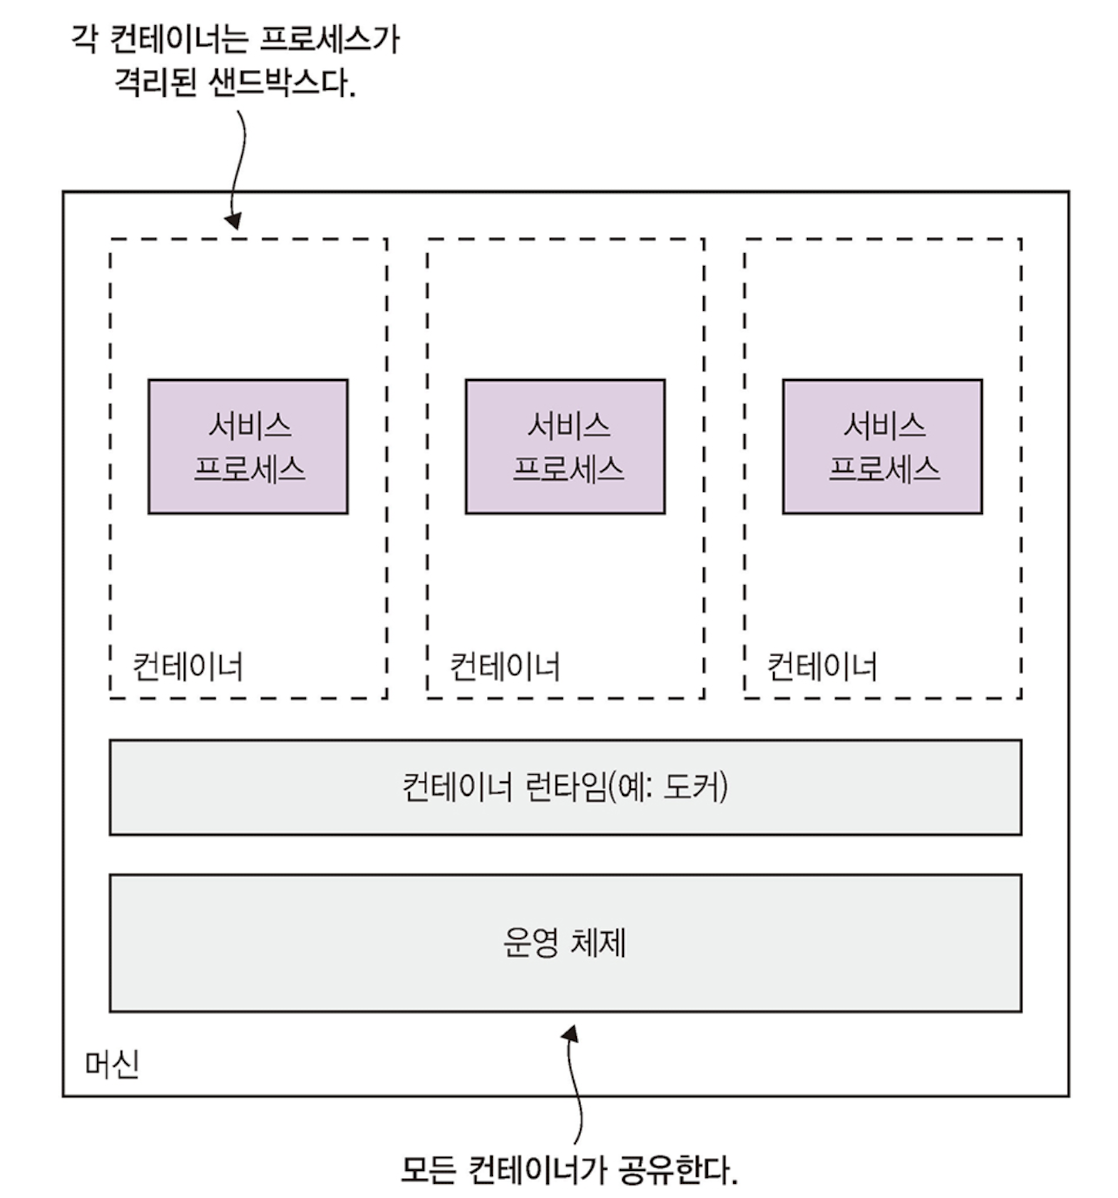 각 컨테이너는 프로세스가
격리된 샌드박스다.
서비스
프로세스
서비스
프로세스
서비스
프로세스
컨테이너
컨테이너
컨테이너
컨테이너 런타임(예: 도커)
운영 체제
머신
모든 컨테이너가 공유한다.